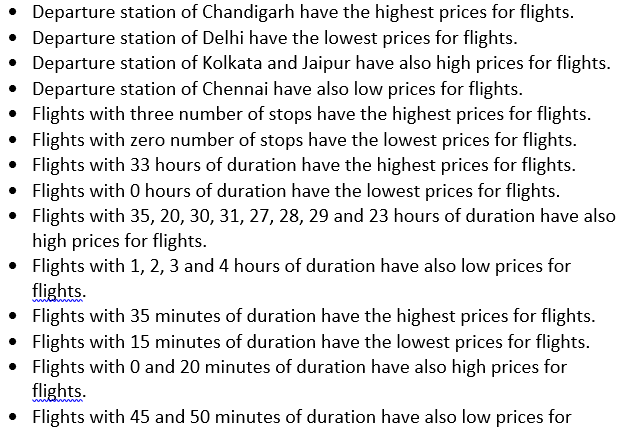 • Departure station of Chandigarh have the highest prices for flights.
• Departure station of Delhi have the lowest prices for flights.
• Departure station of Kolkata and Jaipur have also high prices for flights.
• Departure station of Chennai have also low prices for flights.
• Flights with three number of stops have the highest prices for flights.
• Flights with zero number of stops have the lowest prices for flights.
• Flights with 33 hours of duration have the highest prices for flights.
• Flights with 0 hours of duration have the lowest prices for flights.
• Flights with 35, 20, 30, 31, 27, 28, 29 and 23 hours of duration have also
high prices for flights.
• Flights with 1, 2, 3 and 4 hours of duration have also low prices for
flights.
• Flights with 35 minutes of duration have the highest prices for flights.
• Flights with 15 minutes of duration have the lowest prices for flights.
• Flights with 0 and 20 minutes of duration have also high prices for
flights.
• Flights with 45 and 50 minutes of duration have also low prices for